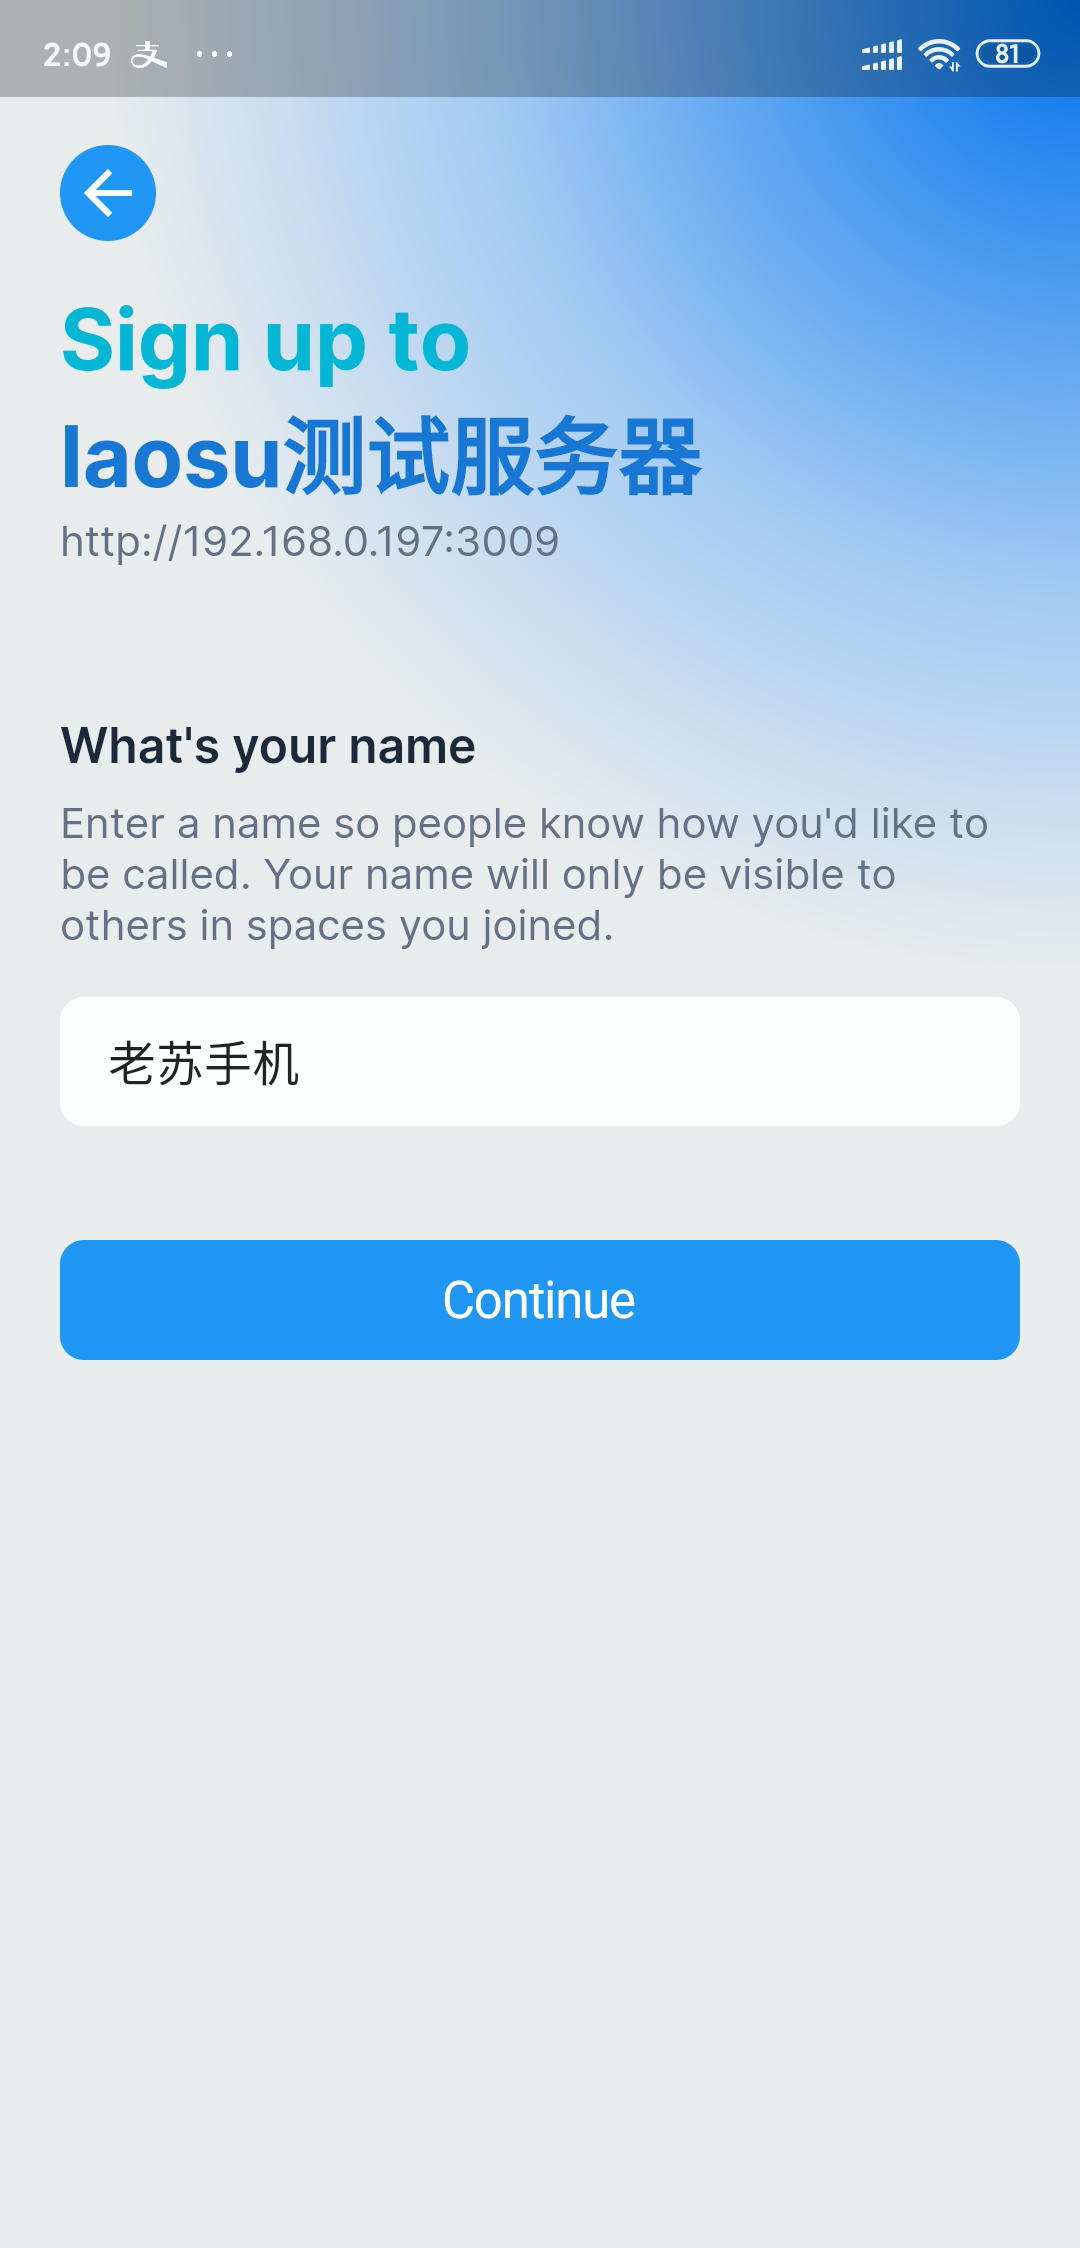 2:09 支 ··· 81
Sign up to
laosu测试服务器
http://192.168.0.197:3009
What's your name
Enter a name so people know how you'd like to
be called. Your name will only be visible to
others in spaces you joined.
老苏手机
Continue